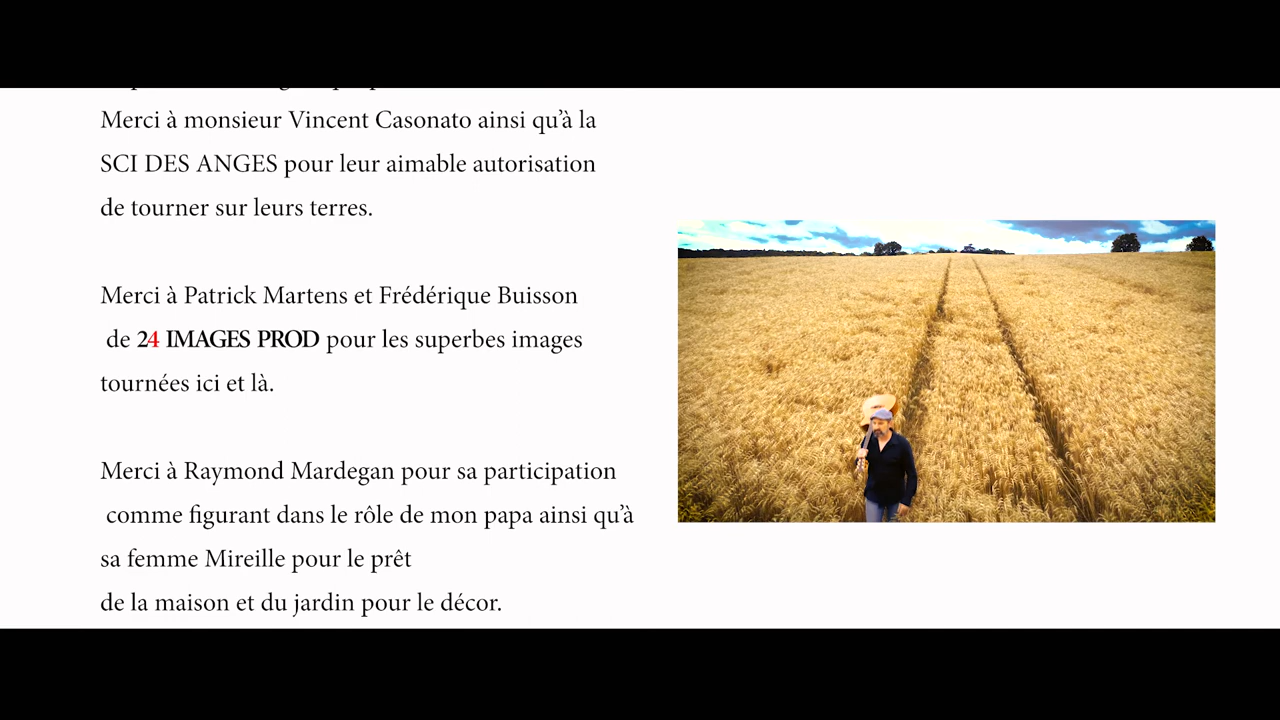 Merci à monsieur Vincent Casonato ainsi qu'à la
SCI DES ANGES pour leur aimable autorisation
de tourner sur leurs terres.
Merci à Patrick Martens et Frédérique Buisson
de 24 IMAGES PROD pour les superbes images
tournées ici et là.
Merci à Raymond Mardegan pour sa participation
comme figurant dans le rôle de mon papa ainsi qu'à
sa femme Mireille pour le prêt
de la maison et du jardin pour le décor.